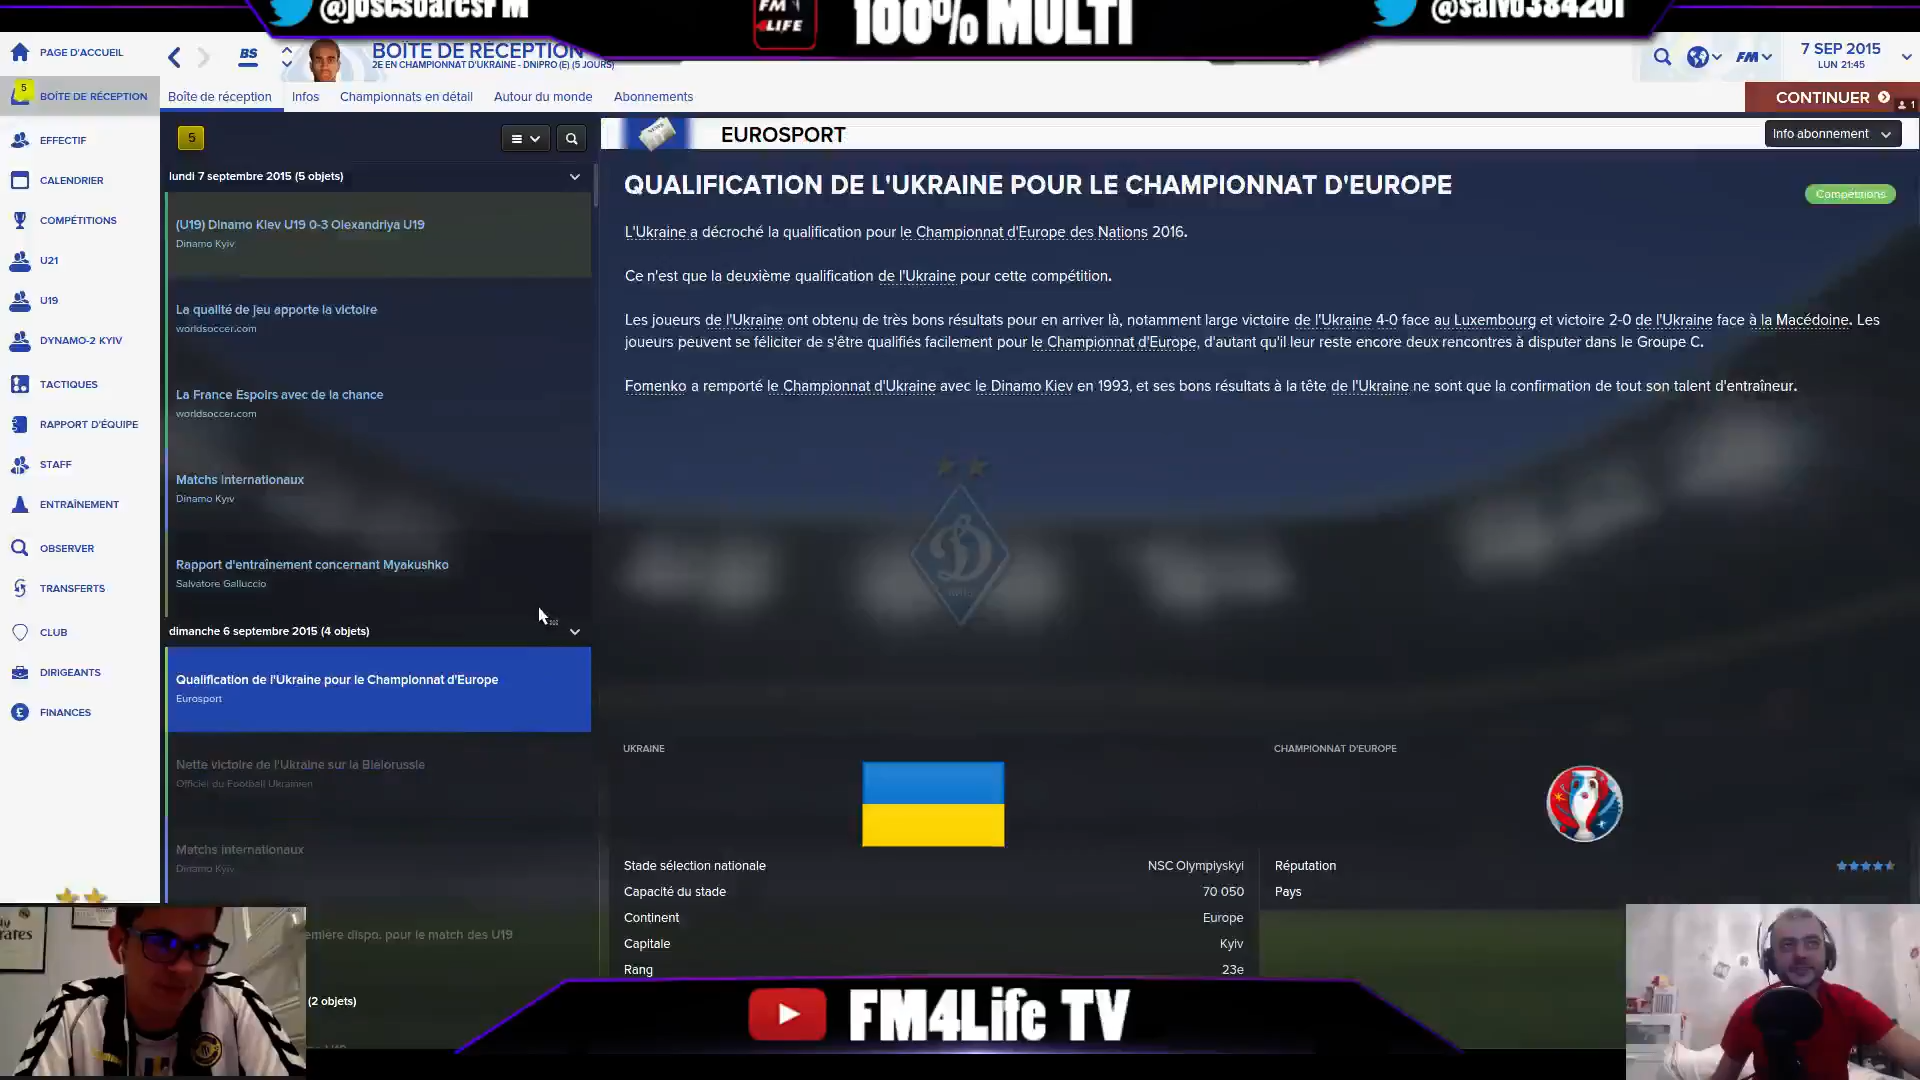 @josesoaresFM
FM
4LIFE
100% MULTI
@salvo384201
PAGE D'ACCUEIL
BOÎTE DE RÉCEPTION
5
EFFECTIF
CALENDRIER
COMPÉTITIONS
U21
U19
DYNAMO-2 KYIV
TACTIQUES
RAPPORT D'ÉQUIPE
STAFF
ENTRAÎNEMENT
OBSERVER
TRANSFERTS
CLUB
DIRIGEANTS
FINANCES
BS
BOÎTE DE RÉCEPTION
2E EN CHAMPIONNAT D'UKRAINE - DNIPRO (E) (5 JOURS)
FM
7 SEP 2015
LUN 21:45
CONTINUER
1
Boîte de réception
Infos
Championnats en détail
Autour du monde
Abonnements
5
lundi 7 septembre 2015 (5 objets)
(U19) Dinamo Kiev U19 0-3 Olexandriya U19
Dinamo Kyiv
La qualité de jeu apporte la victoire
worldsoccer.com
La France Espoirs avec de la chance
worldsoccer.com
Matchs internationaux
Dinamo Kyiv
Rapport d'entraînement concernant Myakushko
Salvatore Galluccio
dimanche 6 septembre 2015 (4 objets)
Qualification de l'Ukraine pour le Championnat d'Europe
Eurosport
Nette victoire de l'Ukraine sur la Biélorussie
Officiel du Football Ukrainien
Matchs internationaux
Dinamo Kyiv
dispo. pour le match des U19
(2 objets)
NEWS
EUROSPORT
Info abonnement
QUALIFICATION DE L'UKRAINE POUR LE CHAMPIONNAT D'EUROPE
Compétitions
L'Ukraine a décroché la qualification pour le Championnat d'Europe des Nations 2016.
Ce n'est que la deuxième qualification de l'Ukraine pour cette compétition.
Les joueurs de l'Ukraine ont obtenu de très bons résultats pour en arriver là, notamment large victoire de l'Ukraine 4-0 face au Luxembourg et victoire 2-0 de l'Ukraine face à la Macédoine. Les
joueurs peuvent se féliciter de s'être qualifiés facilement pour le Championnat d'Europe, d'autant qu'il leur reste encore deux rencontres à disputer dans le Groupe C.
Fomenko a remporté le Championnat d'Ukraine avec le Dinamo Kiev en 1993, et ses bons résultats à la tête de l'Ukraine ne sont que la confirmation de tout son talent d'entraîneur.
UKRAINE
Stade sélection nationale NSC Olympiyskyi
Capacité du stade 70 050
Continent Europe
Capitale Kyiv
Rang 23e
CHAMPIONNAT D'EUROPE
Réputation
Pays
FM4Life TV